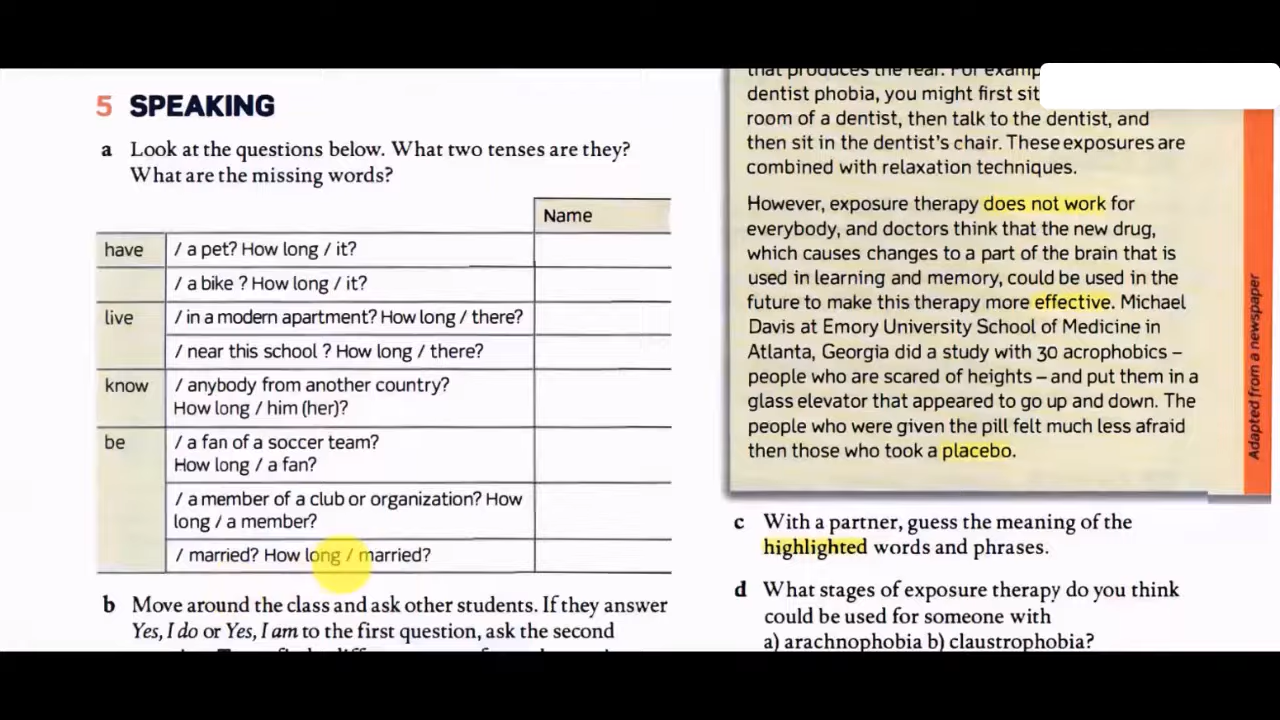 5 SPEAKING
a Look at the questions below. What two tenses are they?
What are the missing words?
Name
have / a pet? How long / it?
/ a bike ? How long / it?
live / in a modern apartment? How long / there?
/ near this school ? How long / there?
know / anybody from another country?
How long / him (her)?
be / a fan of a soccer team?
How long / a fan?
/ a member of a club or organization? How
long / a member?
/ married? How long / married?
b Move around the class and ask other students. If they answer
Yes, I do or Yes, I am to the first question, ask the second
that produces the fear. For
dentist phobia, you might first sit
room of a dentist, then talk to the dentist, and
then sit in the dentist's chair. These exposures are
combined with relaxation techniques.
However, exposure therapy does not work for
everybody, and doctors think that the new drug,
which causes changes to a part of the brain that is
used in learning and memory, could be used in the
future to make this therapy more effective. Michael
Davis at Emory University School of Medicine in
Atlanta, Georgia did a study with 30 acrophobics –
people who are scared of heights – and put them in a
glass elevator that appeared to go up and down. The
people who were given the pill felt much less afraid
then those who took a placebo.
Adapted from a newspaper
c With a partner, guess the meaning of the
highlighted words and phrases.
d What stages of exposure therapy do you think
could be used for someone with
a) arachnophobia b) claustrophobia?